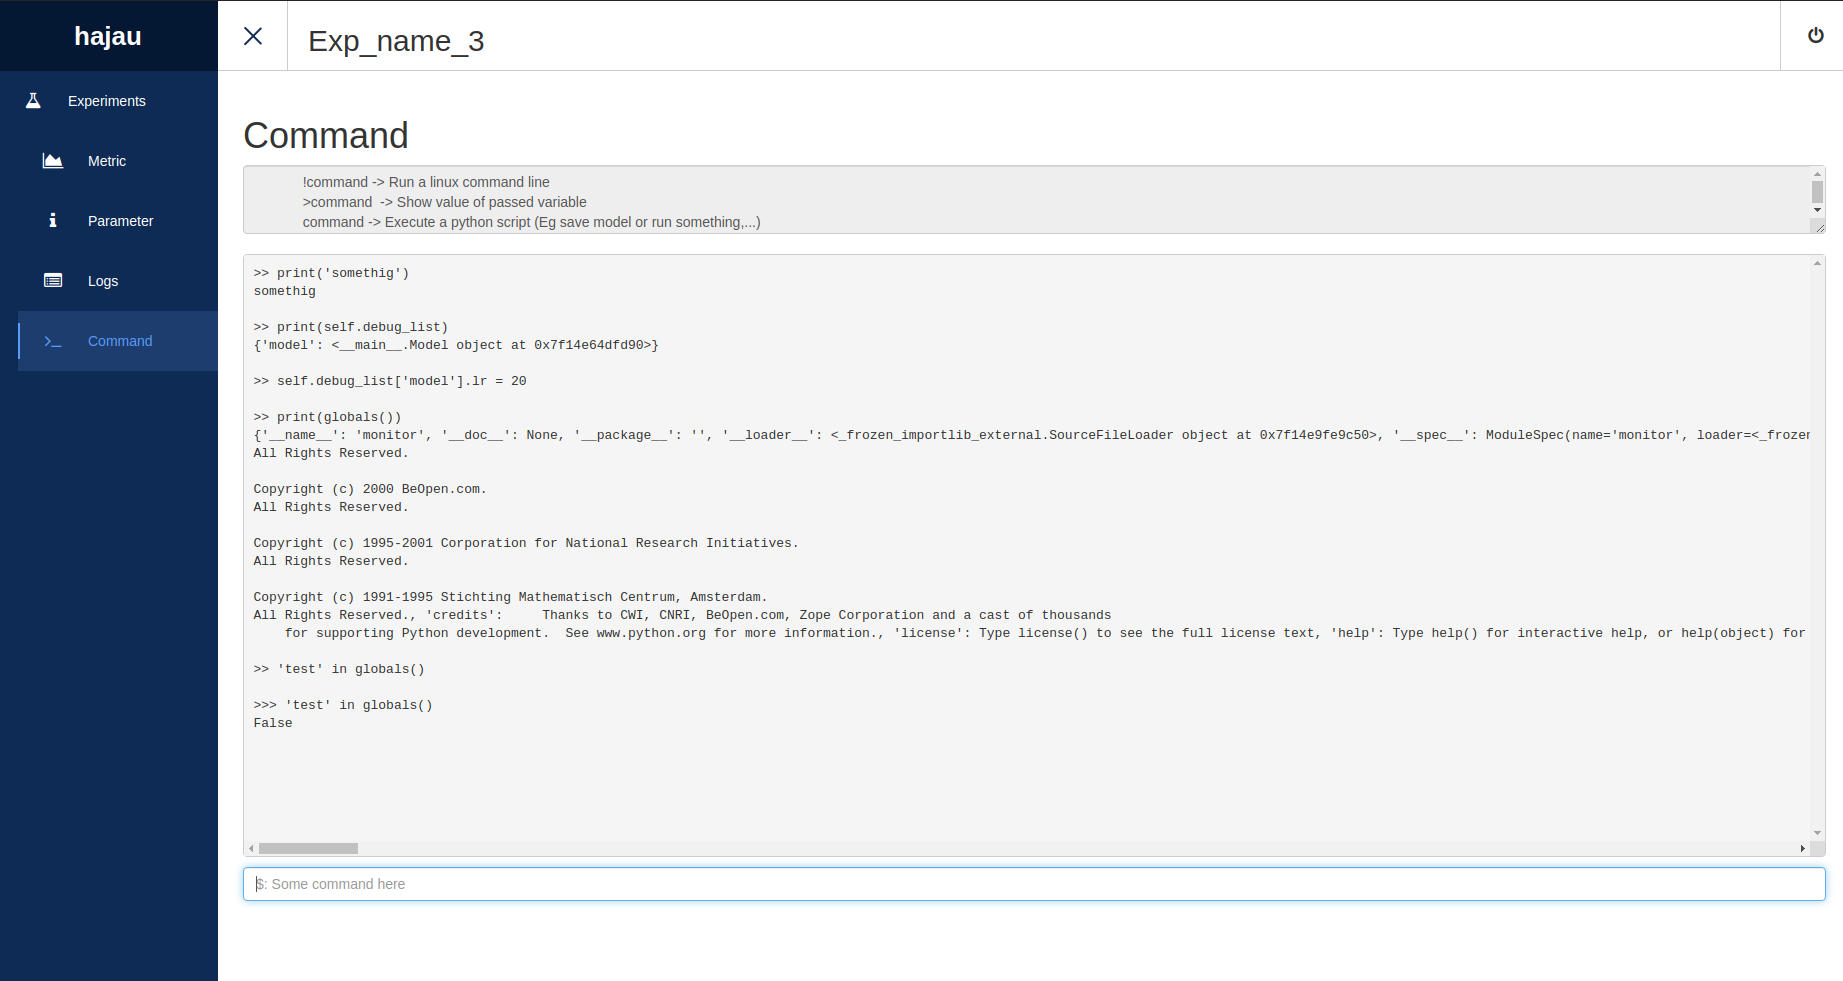 hajau
Exp_name_3
Experiments
Metric
Parameter
Logs
Command
Command
!command -> Run a linux command line
>command  -> Show value of passed variable
command -> Execute a python script (Eg save model or run something,...)
>> print('somethig')
somethig
>> print(self.debug_list)
{'model': <__main__.Model object at 0x7f14e64dfd90>}
>> self.debug_list['model'].lr = 20
>> print(globals())
{'__name__': 'monitor', '__doc__': None, '__package__': '', '__loader__': <_frozen_importlib_external.SourceFileLoader object at 0x7f14e9fe9c50>, '__spec__': ModuleSpec(name='monitor', loader=<_frozen
All Rights Reserved.
Copyright (c) 2000 BeOpen.com.
All Rights Reserved.
Copyright (c) 1995-2001 Corporation for National Research Initiatives.
All Rights Reserved.
Copyright (c) 1991-1995 Stichting Mathematisch Centrum, Amsterdam.
All Rights Reserved., 'credits':     Thanks to CWI, CNRI, BeOpen.com, Zope Corporation and a cast of thousands
    for supporting Python development.  See www.python.org for more information., 'license': Type license() to see the full license text, 'help': Type help() for interactive help, or help(object) for
>> 'test' in globals()
>>> 'test' in globals()
False
$: Some command here